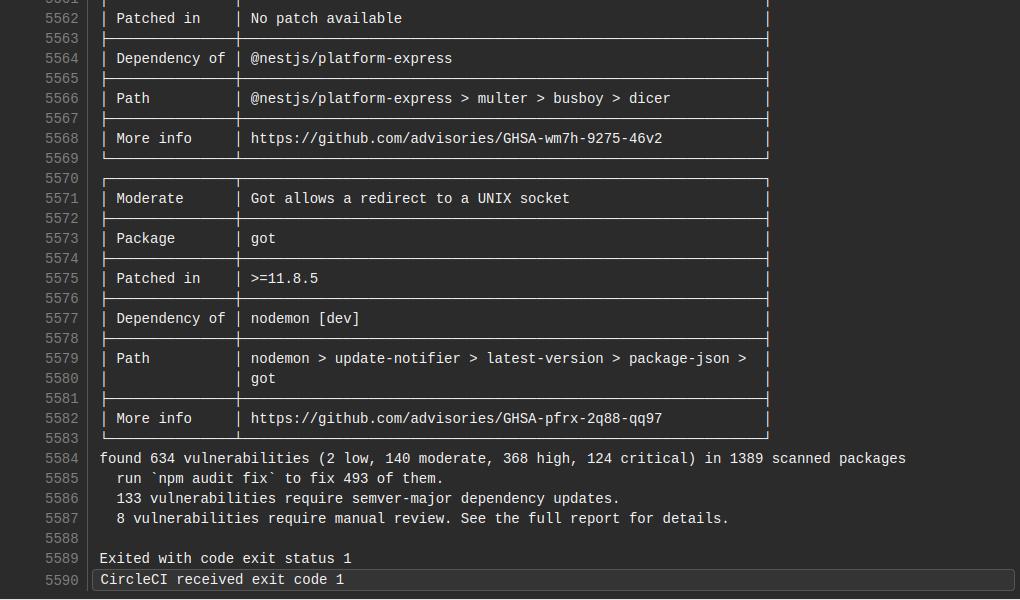 5562 | Patched in | No patch available |
5563
5564 | Dependency of | @nestjs/platform-express |
5565
5566 | Path | @nestjs/platform-express > multer > busboy > dicer |
5567
5568 | More info | https://github.com/advisories/GHSA-wm7h-9275-46v2 |
5569
5570
5571 | Moderate | Got allows a redirect to a UNIX socket |
5572
5573 | Package | got |
5574
5575 | Patched in | >=11.8.5 |
5576
5577 | Dependency of | nodemon [dev] |
5578
5579 | Path | nodemon > update-notifier > latest-version > package-json > |
5580 | | got |
5581
5582 | More info | https://github.com/advisories/GHSA-pfrx-2q88-qq97 |
5583
5584 found 634 vulnerabilities (2 low, 140 moderate, 368 high, 124 critical) in 1389 scanned packages
5585 run `npm audit fix` to fix 493 of them.
5586 133 vulnerabilities require semver-major dependency updates.
5587 8 vulnerabilities require manual review. See the full report for details.
5588
5589 Exited with code exit status 1
5590 CircleCI received exit code 1